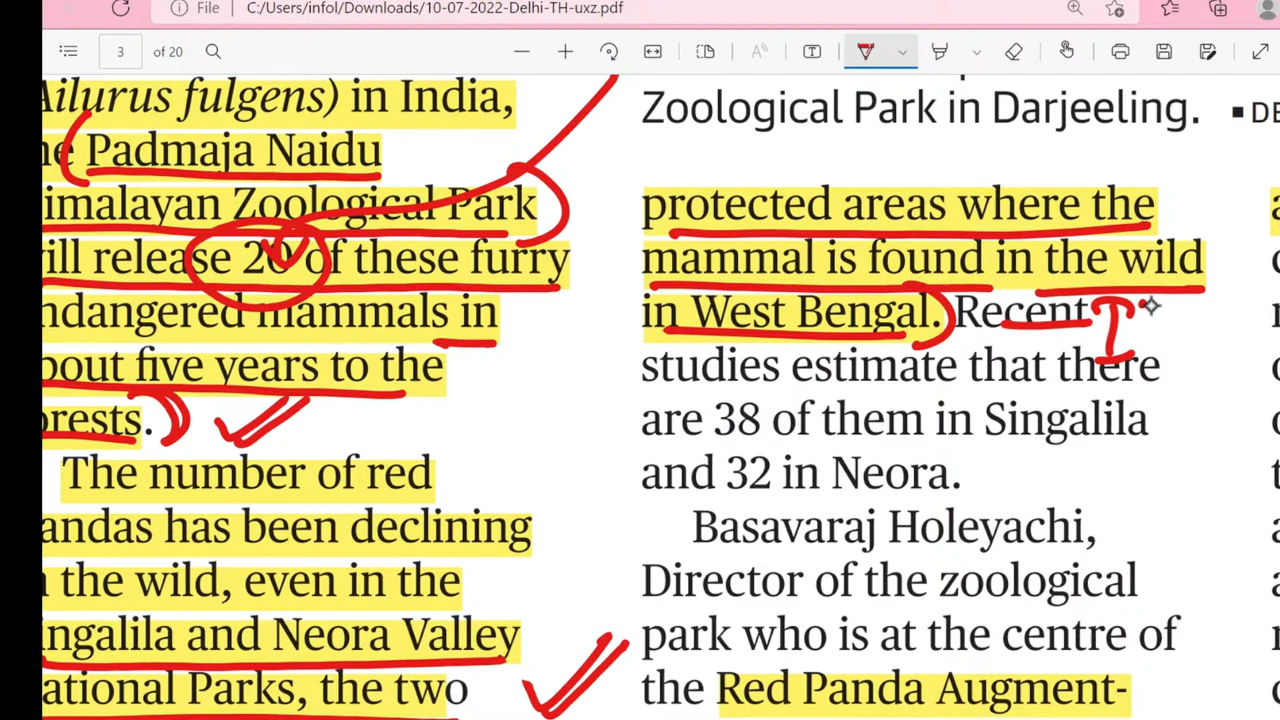 File
C:/Users/infol/Downloads/10-07-2022-Delhi-TH-uxz.pdf
3 of 20
Ailurus fulgens) in India,
Padmaja Naidu
imalayan Zoological Park
ill release 20 of these furry
ndangered mammals in
bout five years to the
orests.
The number of red
andas has been declining
the wild, even in the
ingalila and Neora Valley
ational Parks, the two
Zoological Park in Darjeeling. ■ DE
protected areas where the
mammal is found in the wild
in West Bengal. Recent
studies estimate that there
are 38 of them in Singalila
and 32 in Neora.
Basavaraj Holeyachi,
Director of the zoological
park who is at the centre of
the Red Panda Augment-